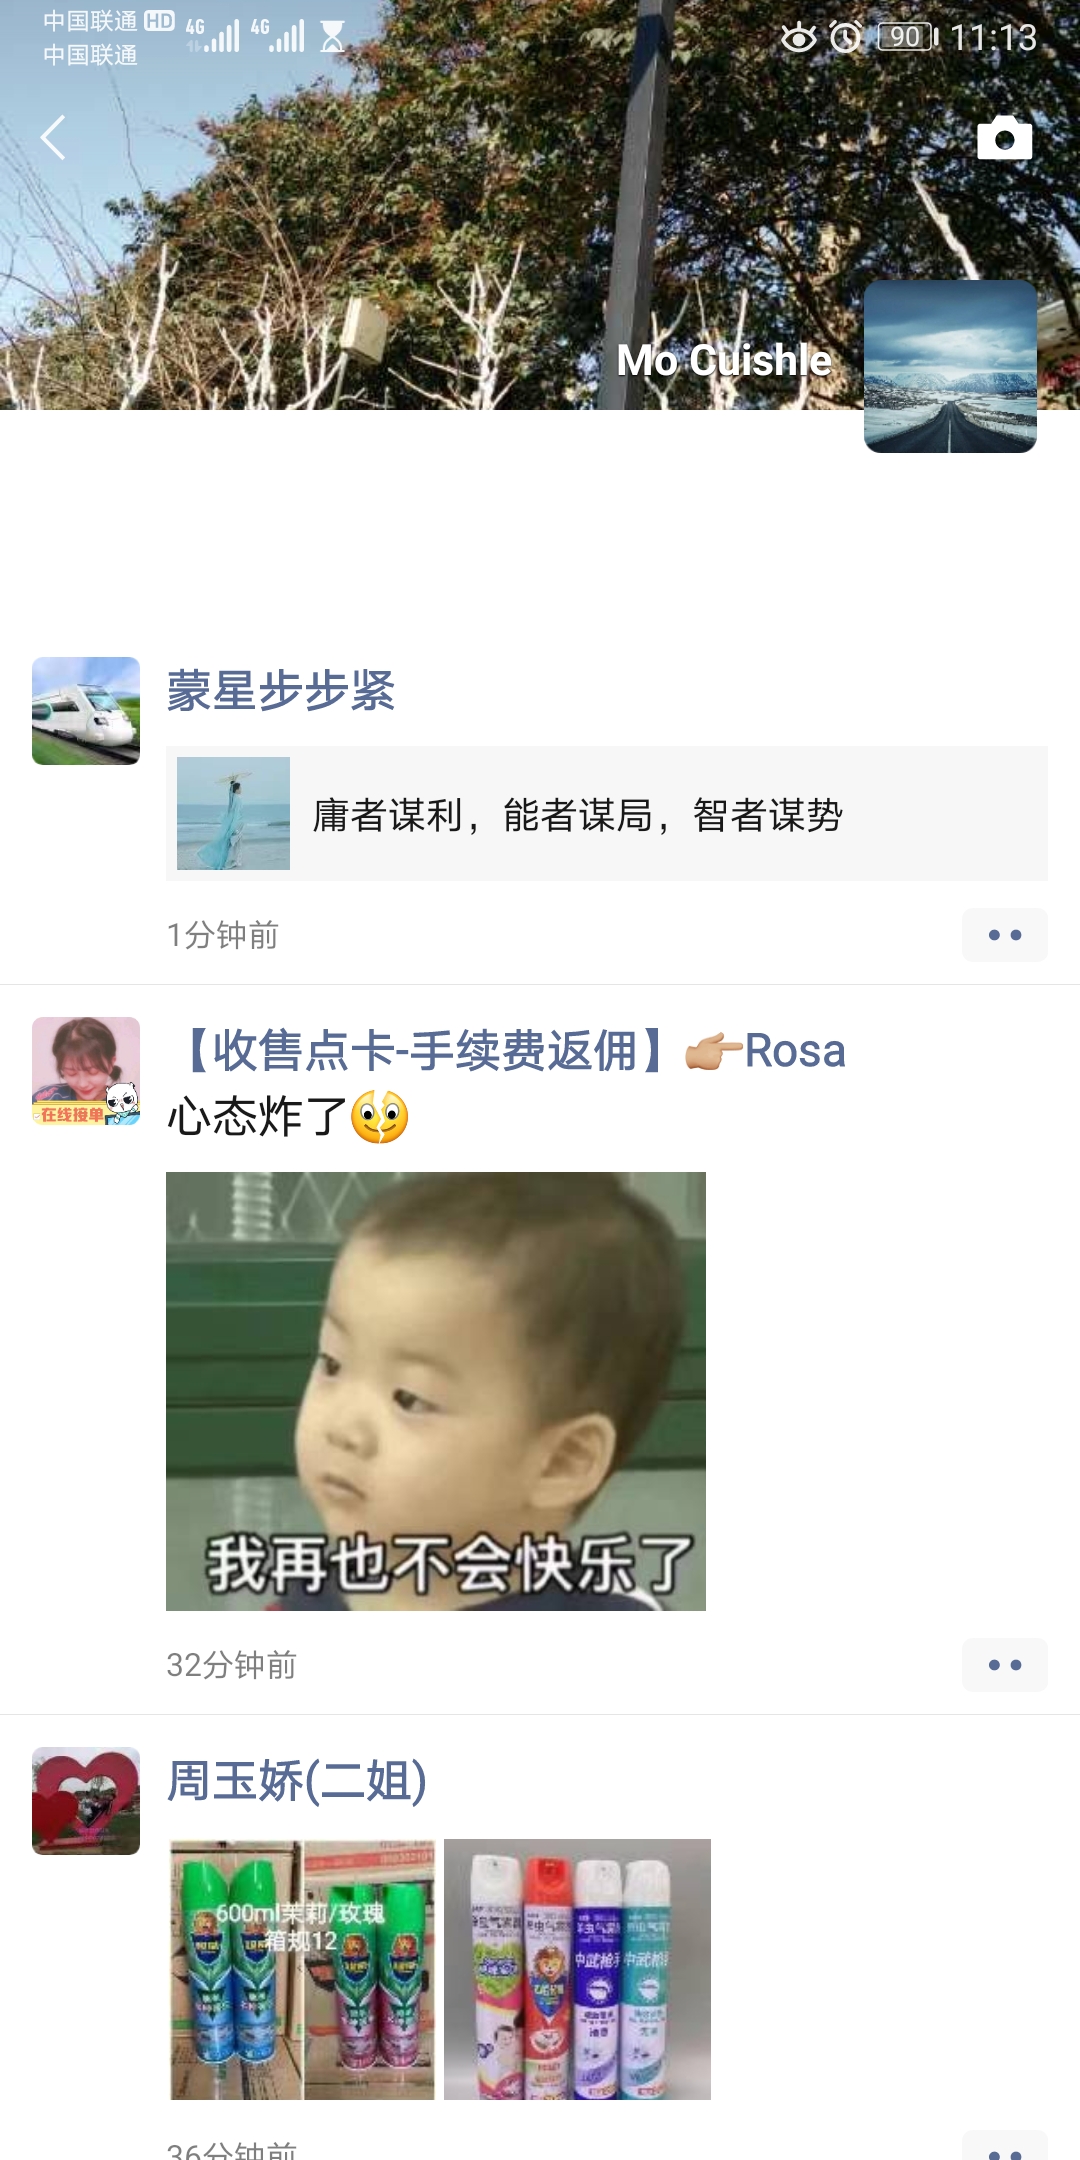 中国联通 HD 4G 4G 90 11:13
中国联通
Mo Cuishle
蒙星步步紧
庸者谋利，能者谋局，智者谋势
1分钟前
【收售点卡-手续费返佣】👉🏼Rosa
在线接单
心态炸了
我再也不会快乐了
32分钟前
周玉娇(二姐)
600ml茉莉/玫瑰
箱规12
36分钟前